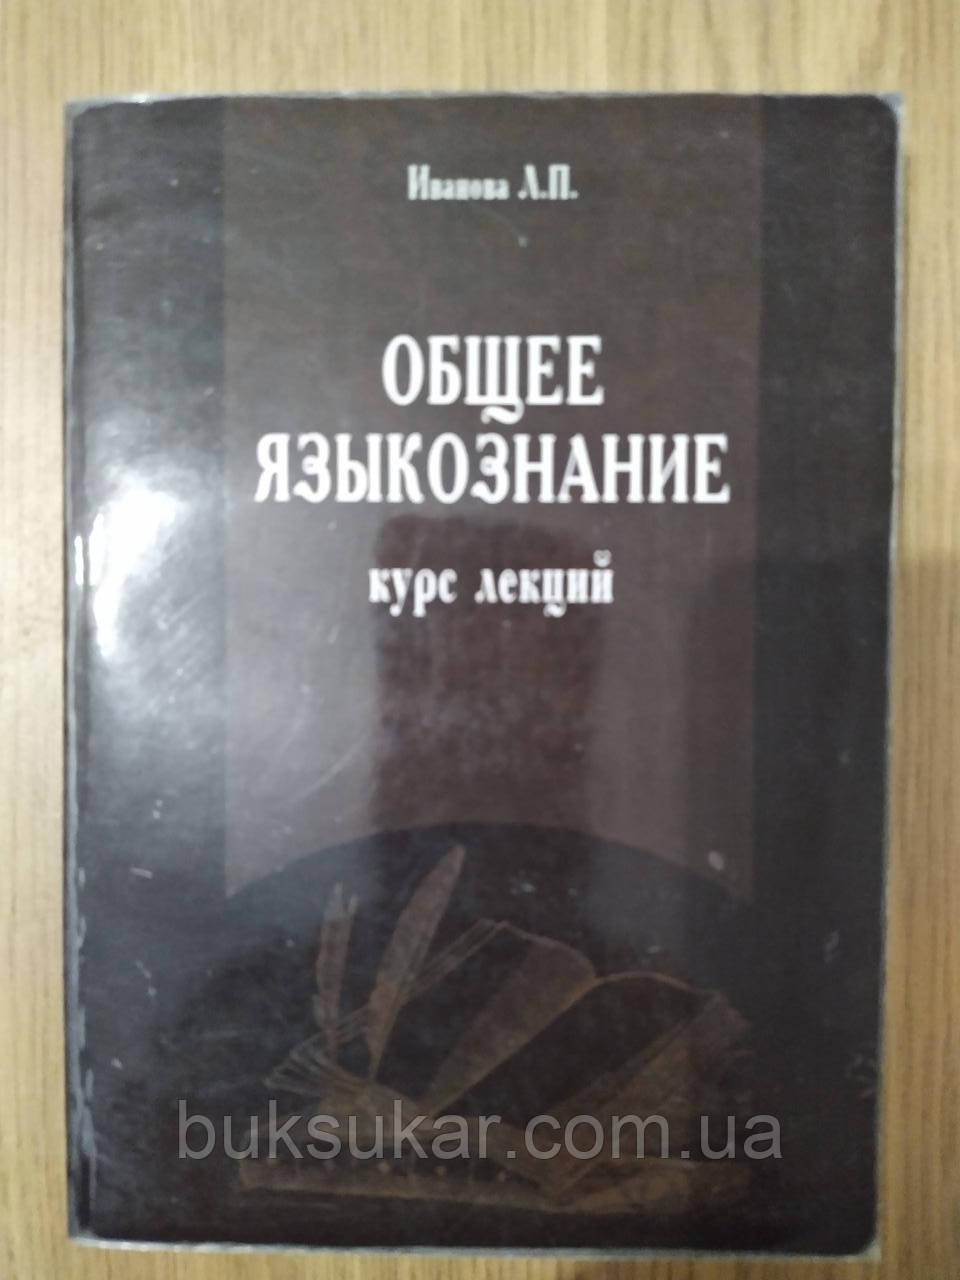 Иванова Л.П.
ОБЩЕЕ
ЯЗЫКОЗНАНИЕ
курс лекций
buksukar.com.ua